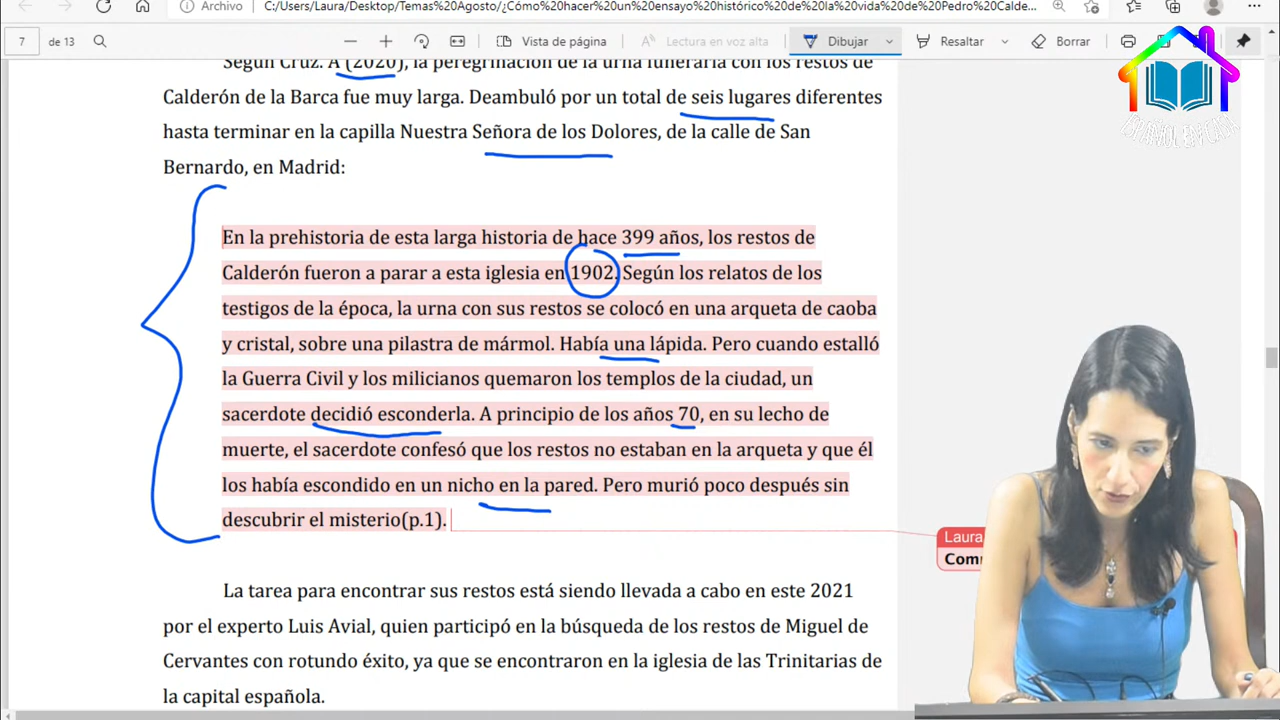 Archivo C:/Users/Laura/Desktop/Temas%20Agosto/¿Cómo%20hacer%20un%20ensayo%20histórico%20de%20la%20vida%20de%20Pedro%20Calde...
7 de 13 Vista de página Lectura en voz alta Dibujar Resaltar Borrar
Según Cruz. A (2020), la peregrinación de la urna funeraria con los restos de
Calderón de la Barca fue muy larga. Deambuló por un total de seis lugares diferentes
hasta terminar en la capilla Nuestra Señora de los Dolores, de la calle de San
Bernardo, en Madrid:
En la prehistoria de esta larga historia de hace 399 años, los restos de
Calderón fueron a parar a esta iglesia en 1902. Según los relatos de los
testigos de la época, la urna con sus restos se colocó en una arqueta de caoba
y cristal, sobre una pilastra de mármol. Había una lápida. Pero cuando estalló
la Guerra Civil y los milicianos quemaron los templos de la ciudad, un
sacerdote decidió esconderla. A principio de los años 70, en su lecho de
muerte, el sacerdote confesó que los restos no estaban en la arqueta y que él
los había escondido en un nicho en la pared. Pero murió poco después sin
descubrir el misterio(p.1).
Laura
La tarea para encontrar sus restos está siendo llevada a cabo en este 2021
por el experto Luis Avial, quien participó en la búsqueda de los restos de Miguel de
Cervantes con rotundo éxito, ya que se encontraron en la iglesia de las Trinitarias de
la capital española.
ESPAÑOL EN CASA